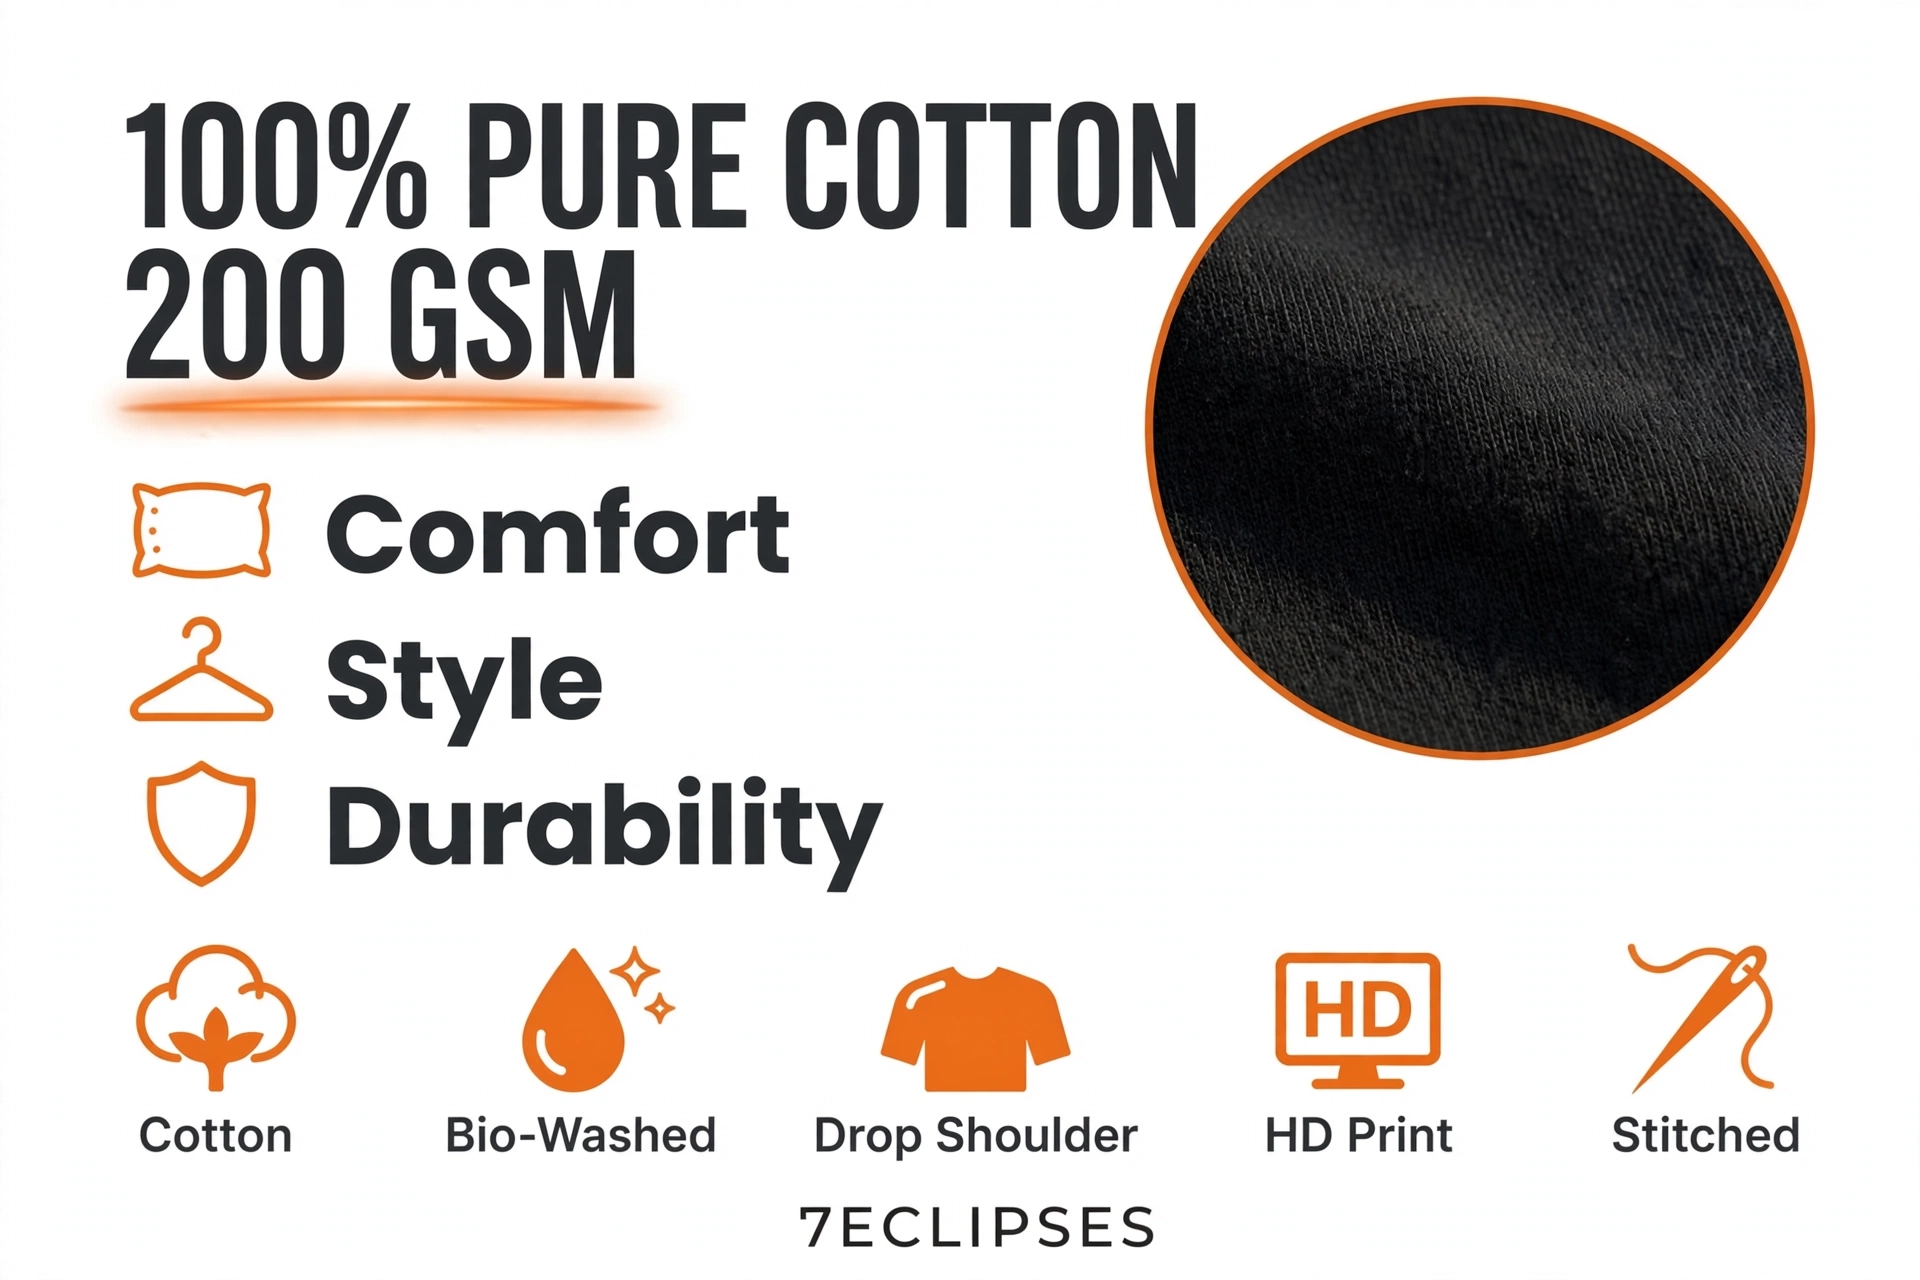 100% PURE COTTON
200 GSM
Comfort
Style
Durability
HD
Cotton
Bio-Washed
Drop Shoulder
HD Print
Stitched
7ECLIPSES